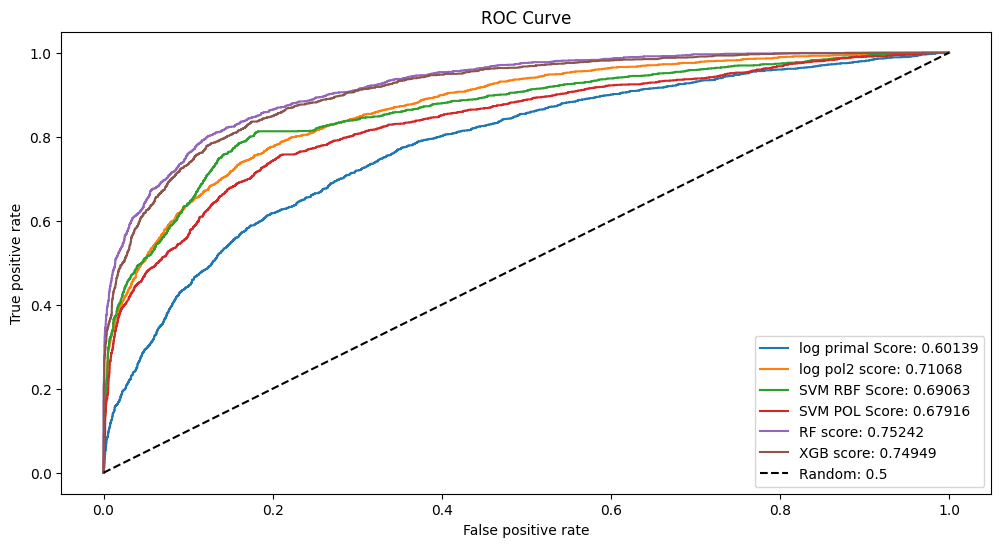 ROC Curve
True positive rate
1.0
0.8
0.6
0.4
0.2
0.0
log primal Score: 0.60139
log pol2 score: 0.71068
SVM RBF Score: 0.69063
SVM POL Score: 0.67916
RF score: 0.75242
XGB score: 0.74949
Random: 0.5
0.0 0.2 0.4 0.6 0.8 1.0
False positive rate